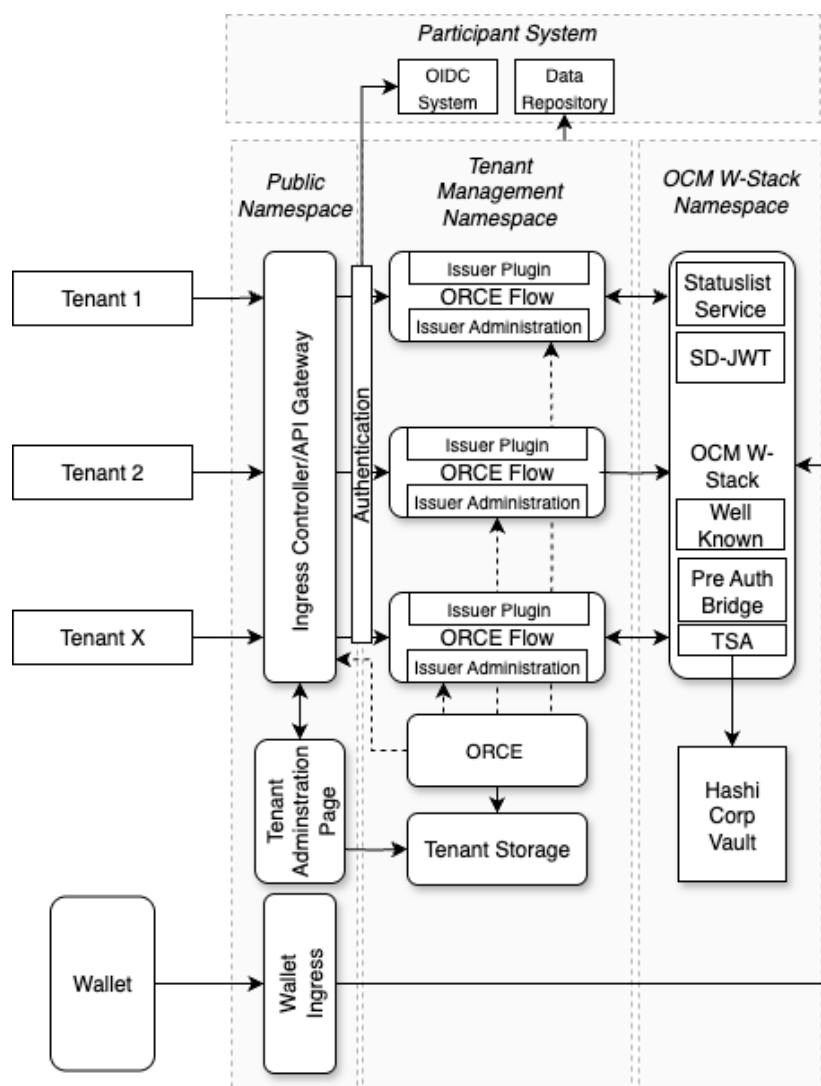 Participant System
OIDC
System
Data
Repository
Public
Namespace
Tenant
Management
Namespace
OCM W-Stack
Namespace
Tenant 1
Tenant 2
Tenant X
Ingress Controller/API Gateway
Authentication
Issuer Plugin
ORCE Flow
Issuer Administration
Issuer Plugin
ORCE Flow
Issuer Administration
Issuer Plugin
ORCE Flow
Issuer Administration
Statuslist
Service
SD-JWT
OCM W-
Stack
Well
Known
Pre Auth
Bridge
TSA
Tenant
Adminstration
Page
ORCE
Tenant Storage
Hashi
Corp
Vault
Wallet
Wallet
Ingress